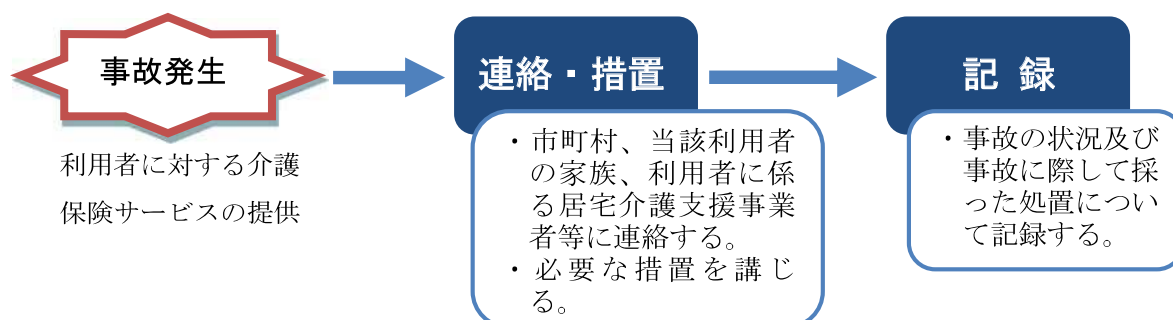 事故発生
利用者に対する介護
保険サービスの提供
連絡・措置
・市町村、当該利用者
の家族、利用者に係
る居宅介護支援事業
者等に連絡する。
・必要な措置を講じ
る。
記 録
・事故の状況及び
事故に際して採
った処置につい
て記録する。